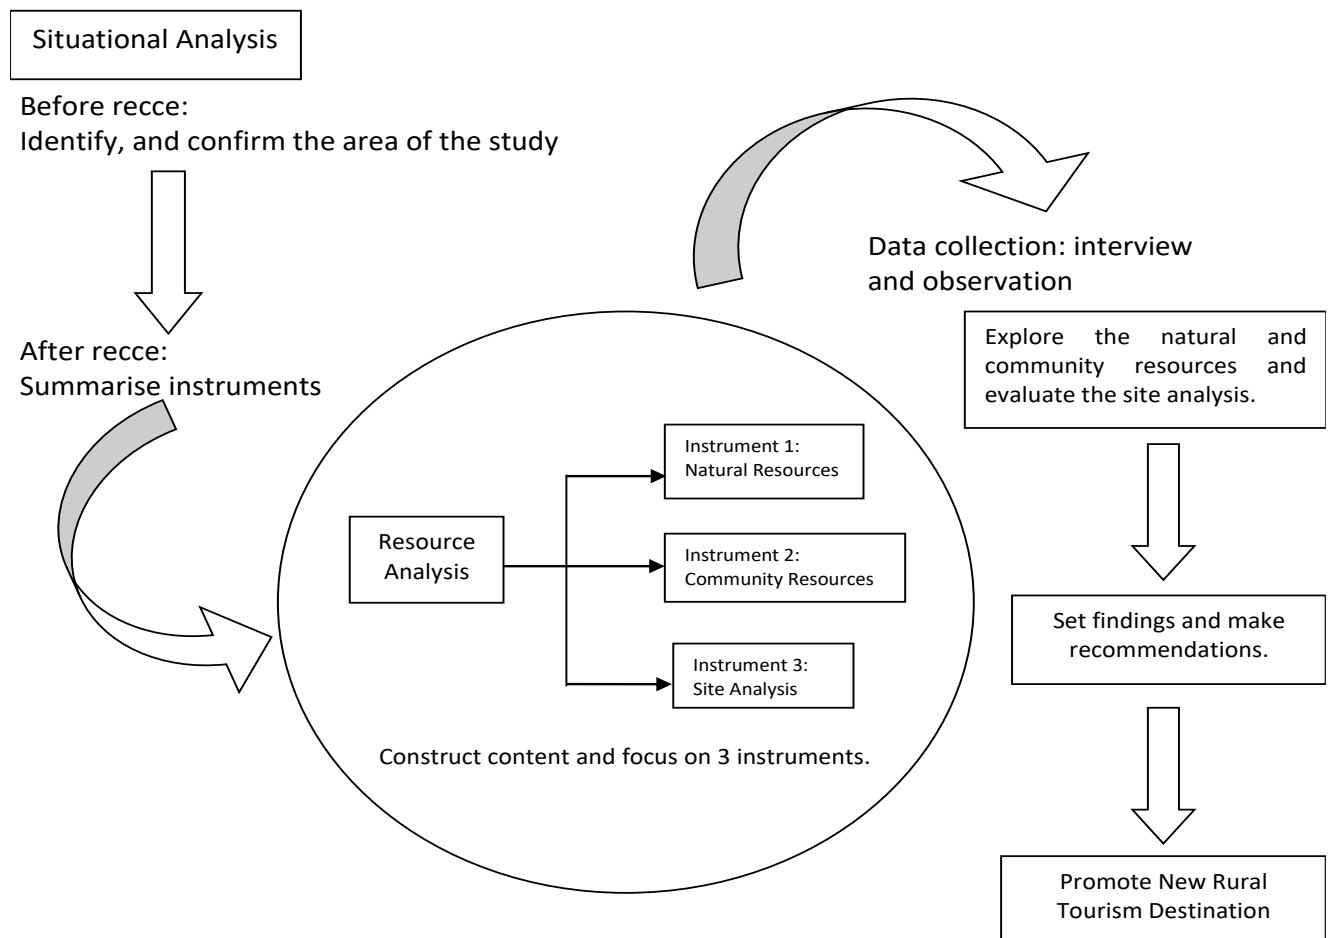 Situational Analysis
Before recce:
Identify, and confirm the area of the study
After recce:
Summarise instruments
Resource
Analysis
Instrument 1:
Natural Resources
Instrument 2:
Community Resources
Instrument 3:
Site Analysis
Construct content and focus on 3 instruments.
Data collection: interview
and observation
Explore the natural and
community resources and
evaluate the site analysis.
Set findings and make
recommendations.
Promote New Rural
Tourism Destination